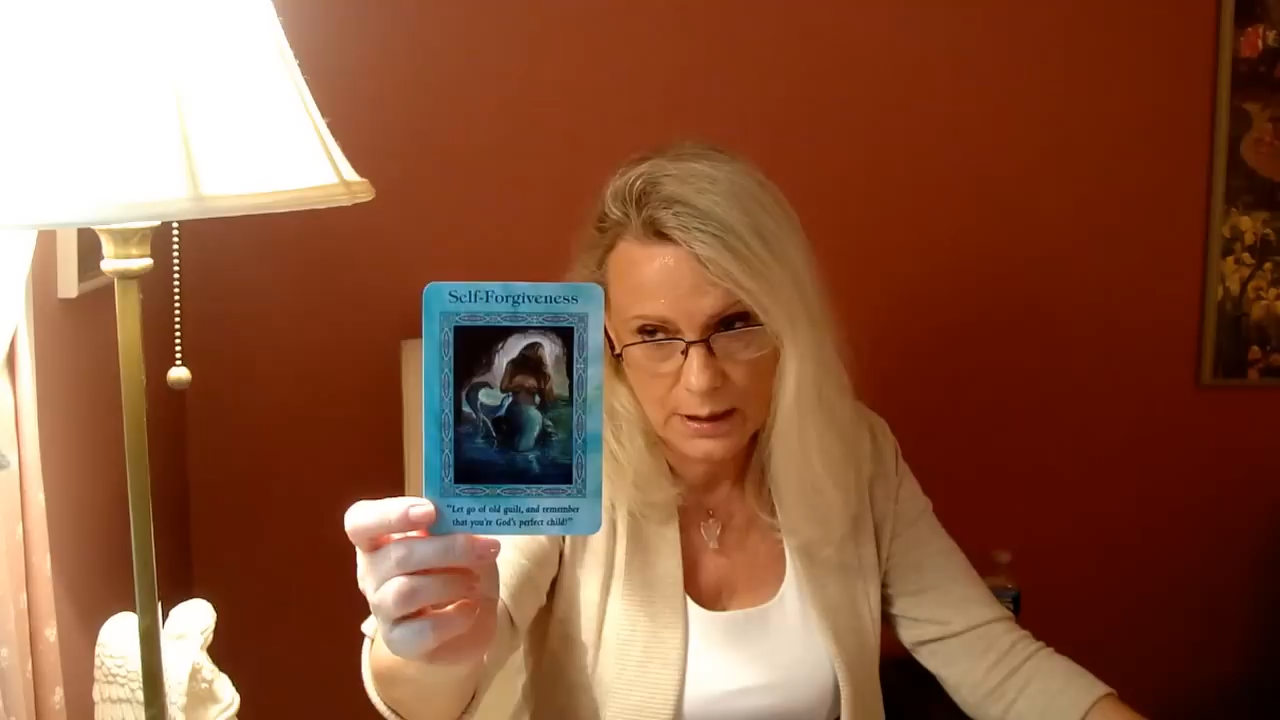 Self-Forgiveness
"Let go of old guilt, and remember
that you're God's perfect child!"